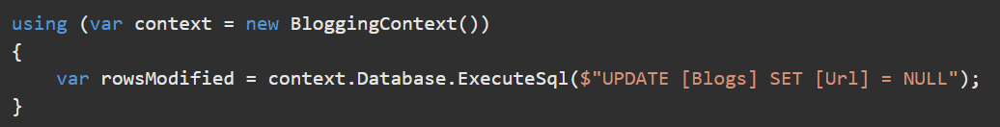 using (var context = new BloggingContext())
{
    var rowsModified = context.Database.ExecuteSql($"UPDATE [Blogs] SET [Url] = NULL");
}